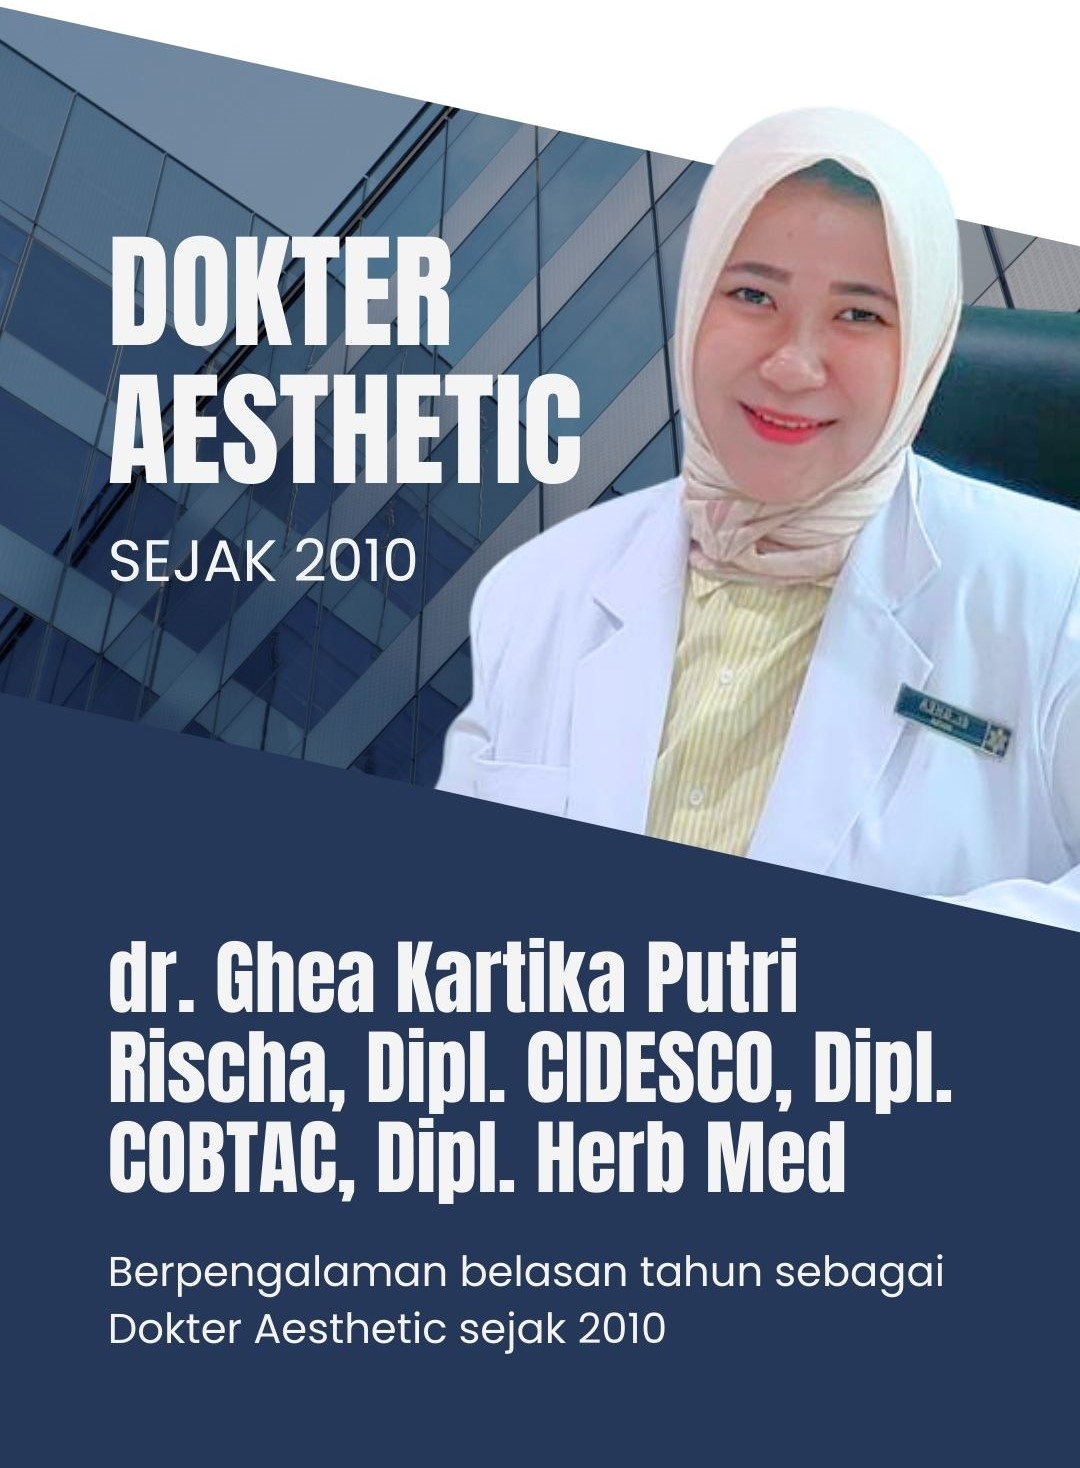 DOKTER
AESTHETIC
SEJAK 2010
dr. Ghea Kartika Putri
Rischa, Dipl. CIDESCO, Dipl.
COBTAC, Dipl. Herb Med
Berpengalaman belasan tahun sebagai
Dokter Aesthetic sejak 2010